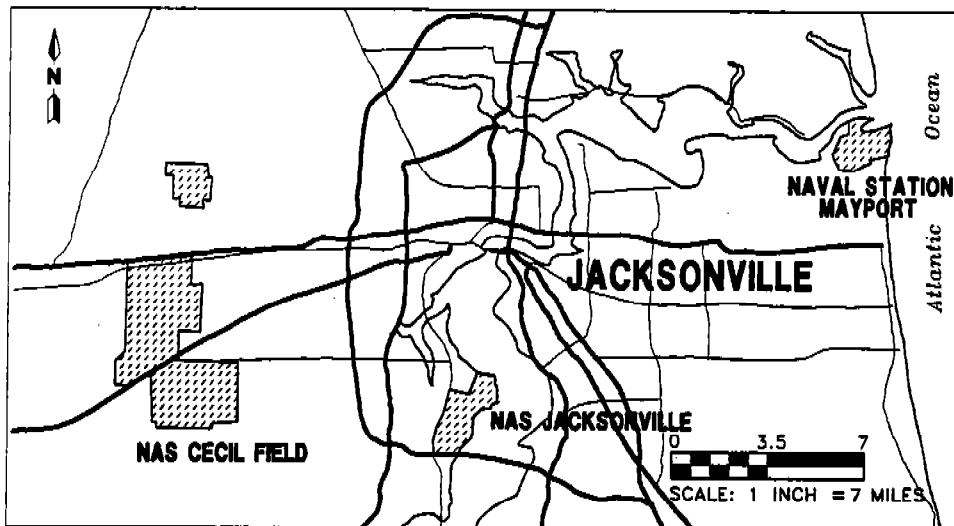 N
Ocean
NAVAL STATION
MAYPORT
JACKSONVILLE
Atlantic
NAS JACKSONVILLE
NAS CECIL FIELD
0 3.5 7
SCALE: 1 INCH = 7 MILES